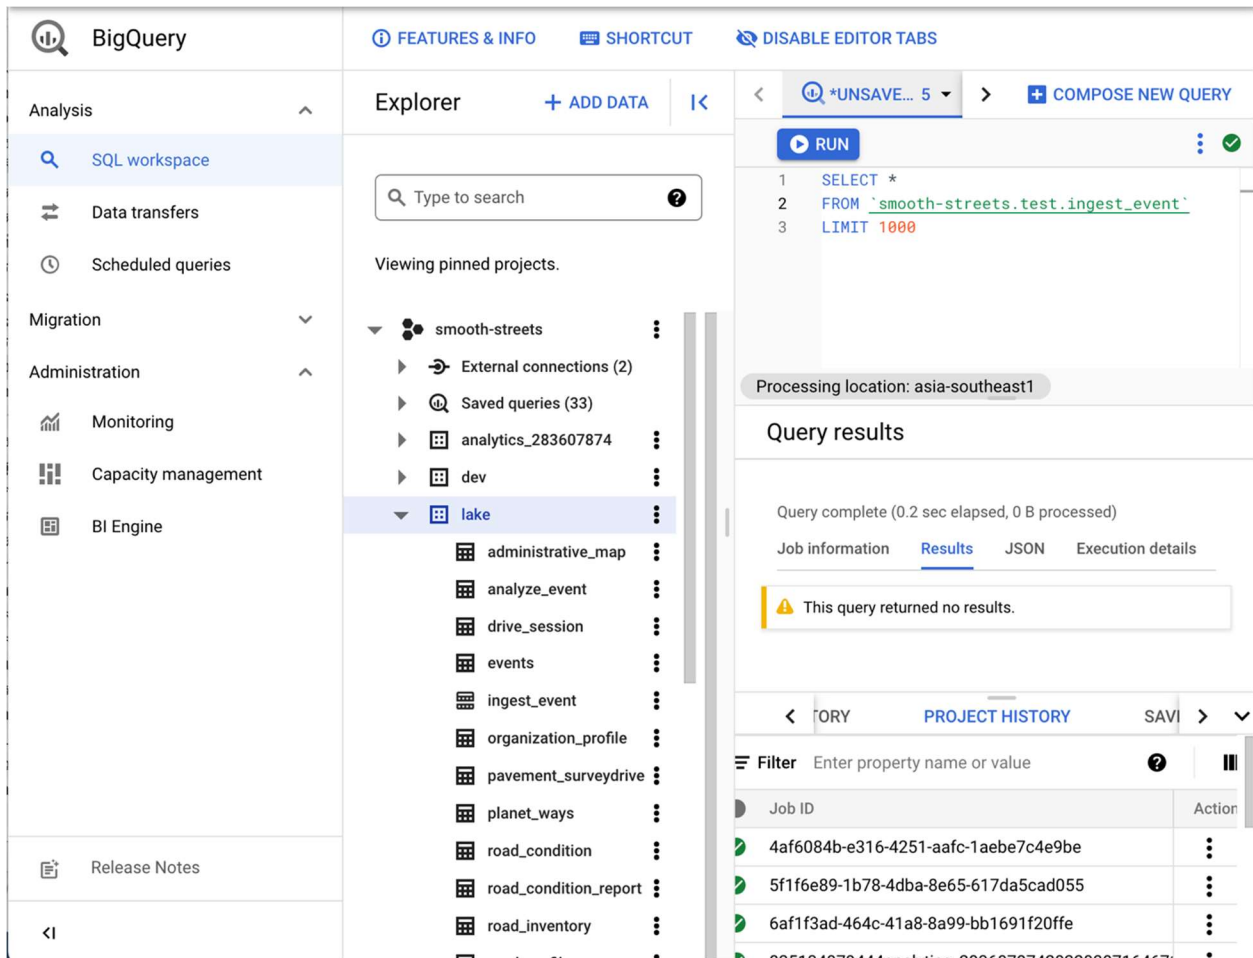 BigQuery
FEATURES & INFO
SHORTCUT
DISABLE EDITOR TABS
Analysis
SQL workspace
Data transfers
Scheduled queries
Migration
Administration
Monitoring
Capacity management
BI Engine
Release Notes
Explorer
+ ADD DATA
Type to search
Viewing pinned projects.
smooth-streets
External connections (2)
Saved queries (33)
analytics_283607874
dev
lake
administrative_map
analyze_event
drive_session
events
ingest_event
organization_profile
pavement_surveydrive
planet_ways
road_condition
road_condition_report
road_inventory
*UNSAVE... 5
COMPOSE NEW QUERY
RUN
1 SELECT *
2 FROM `smooth-streets.test.ingest_event`
3 LIMIT 1000
Processing location: asia-southeast1
Query results
Query complete (0.2 sec elapsed, 0 B processed)
Job information Results JSON Execution details
This query returned no results.
TORY PROJECT HISTORY SAVI
Filter Enter property name or value
Job ID Action
4af6084b-e316-4251-aafc-1aebe7c4e9be
5f1f6e89-1b78-4dba-8e65-617da5cad055
6af1f3ad-464c-41a8-8a99-bb1691f20ffe